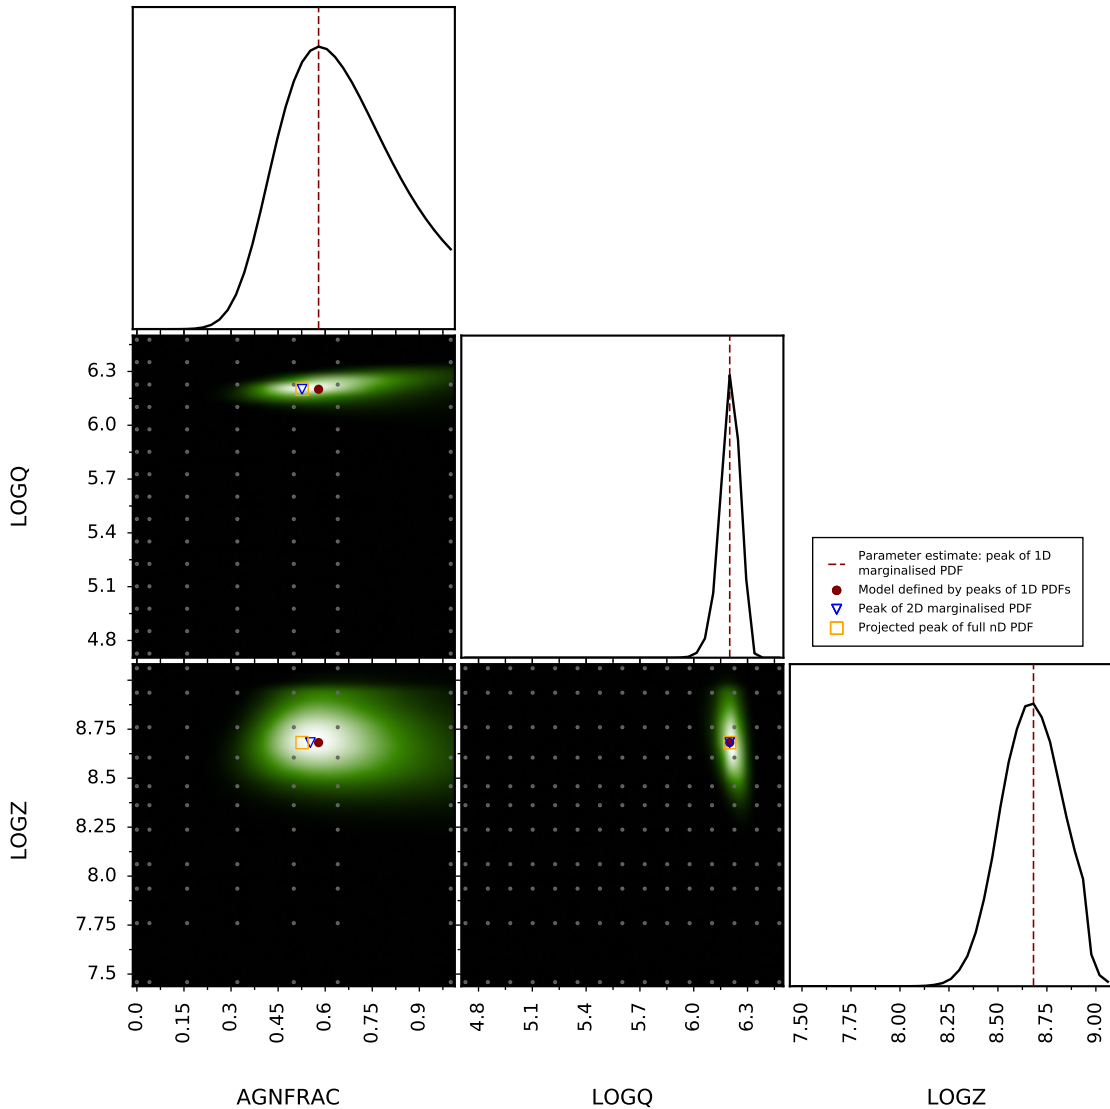 6.3
6.0
5.7
5.4
5.1
4.8
LOGQ
Parameter estimate: peak of 1D
marginalised PDF
Model defined by peaks of 1D PDFs
Peak of 2D marginalised PDF
Projected peak of full nD PDF
8.75
8.5
8.25
8.0
7.75
7.5
LOGZ
0.0 0.15 0.3 0.45 0.6 0.75 0.9
4.8 5.1 5.4 5.7 6.0 6.3
7.50 7.75 8.00 8.25 8.50 8.75 9.00
AGNFRAC LOGQ LOGZ